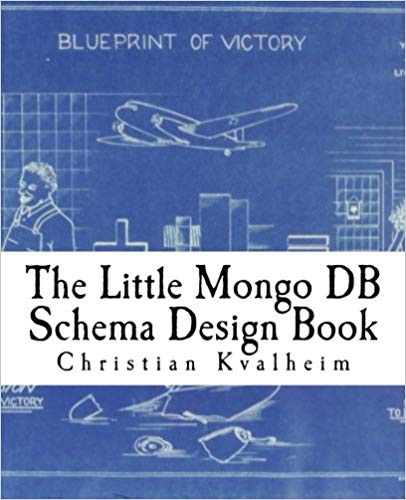 BLUEPRINT OF VICTORY
The Little Mongo DB
Schema Design Book
Christian Kvalheim
VICTORY